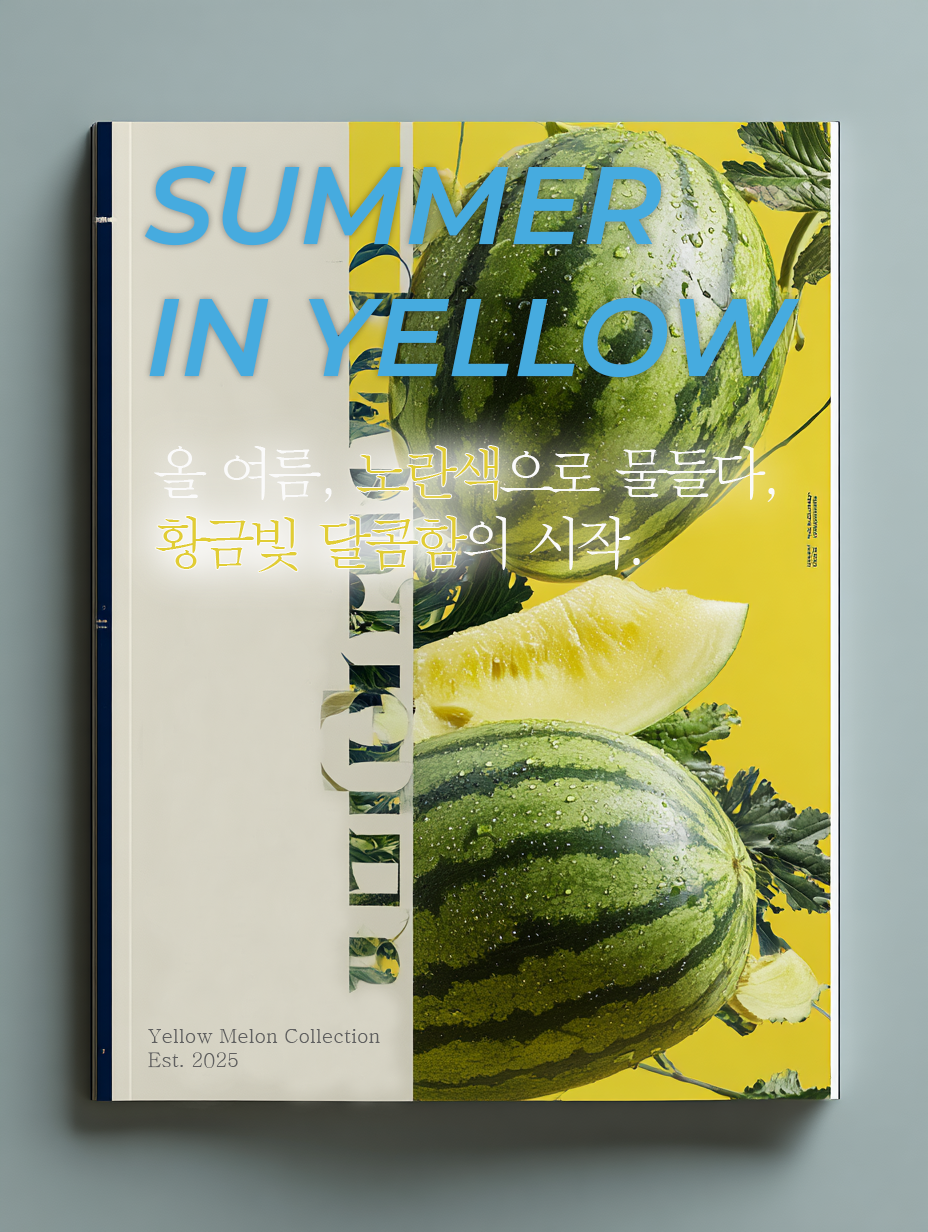 SUMMER
IN YELLOW
올 여름, 노란색으로 물들다,
황금빛 달콤함의 시작.
Yellow Melon Collection
Est. 2025